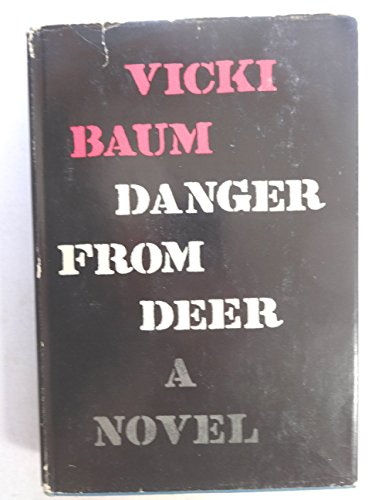 VICKI
BAUM
DANGER
FROM
DEER
A
NOVEL